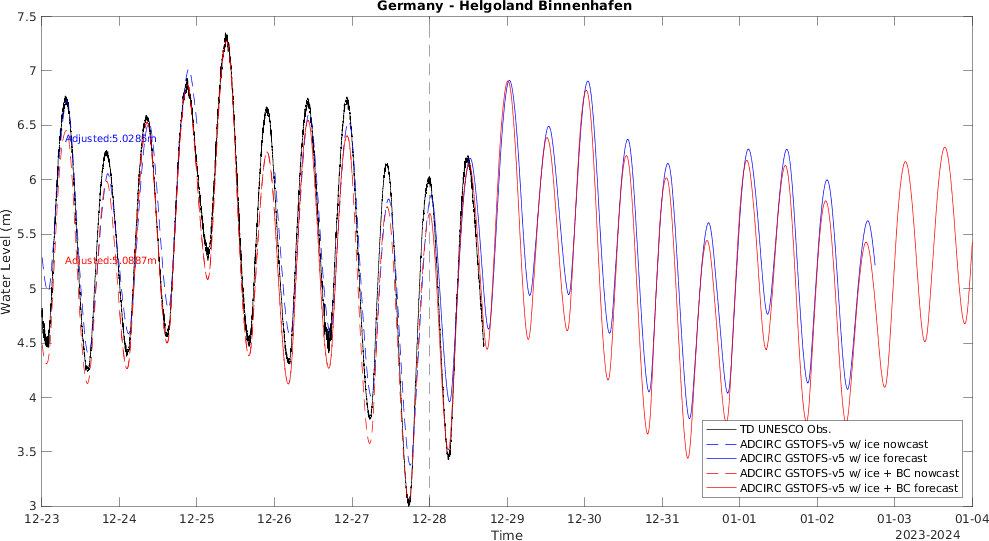 Germany - Helgoland Binnenhafen
7.5
7
6.5
6
5.5
5
4.5
4
3.5
3
Water Level (m)
Adjusted:5.0285m
Adjusted:5.0887m
TD UNESCO Obs.
ADCIRC GSTOFS-v5 w/ ice nowcast
ADCIRC GSTOFS-v5 w/ ice forecast
ADCIRC GSTOFS-v5 w/ ice + BC nowcast
ADCIRC GSTOFS-v5 w/ ice + BC forecast
12-23 12-24 12-25 12-26 12-27 12-28 12-29 12-30 12-31 01-01 01-02 01-03 01-04
Time
2023-2024